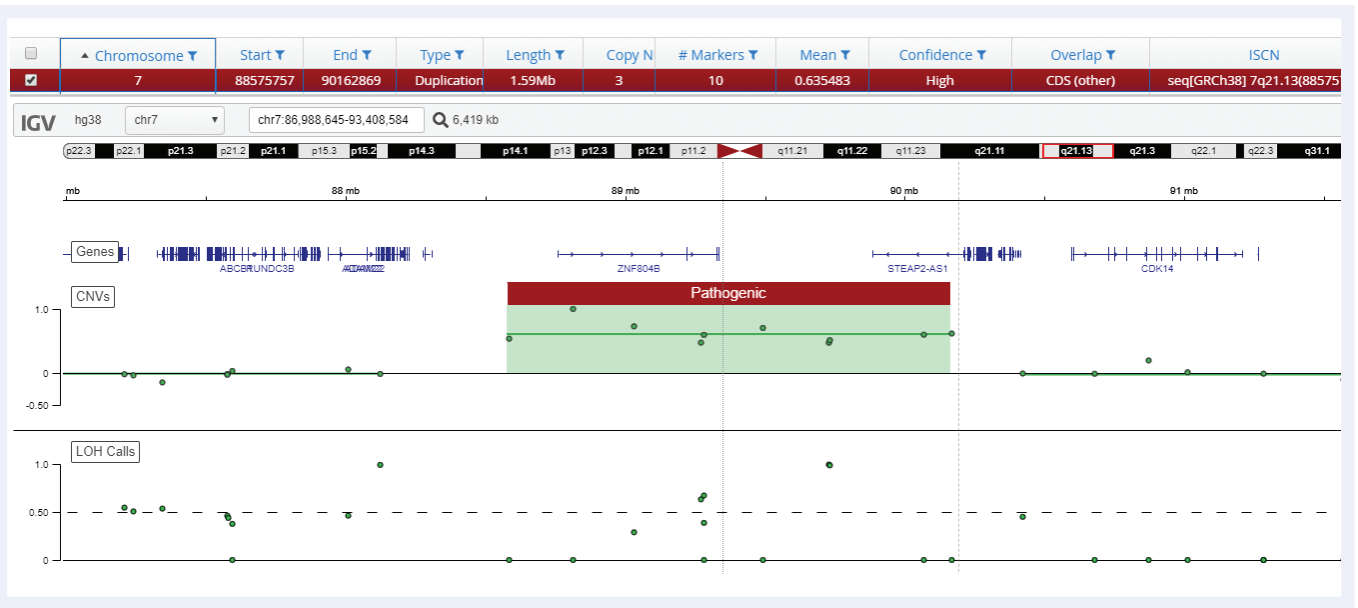 Chromosome Start End Type Length Copy N # Markers Mean Confidence Overlap ISCN
7 88575757 90162869 Duplication 1.59Mb 3 10 0.635483 High CDS (other) seq[GRCh38] 7q21.13(88575
IGV hg38 chr7 chr7:86,988,645-93,408,584 6,419 kb
p22.3 p22.1 p21.3 p21.2 p21.1 p15.3 p15.2 p14.3 p14.1 p13 p12.3 p12.1 p11.2 q11.21 q11.22 q11.23 q21.11 q21.13 q21.3 q22.1 q22.3 q31.1
mb 88 mb 89 mb 90 mb 91 mb
Genes
RUNDC3B ZNF804B STEAP2-AS1 CDK14
CNVs
Pathogenic
1.0
0
-0.50
LOH Calls
1.0
0.50
0